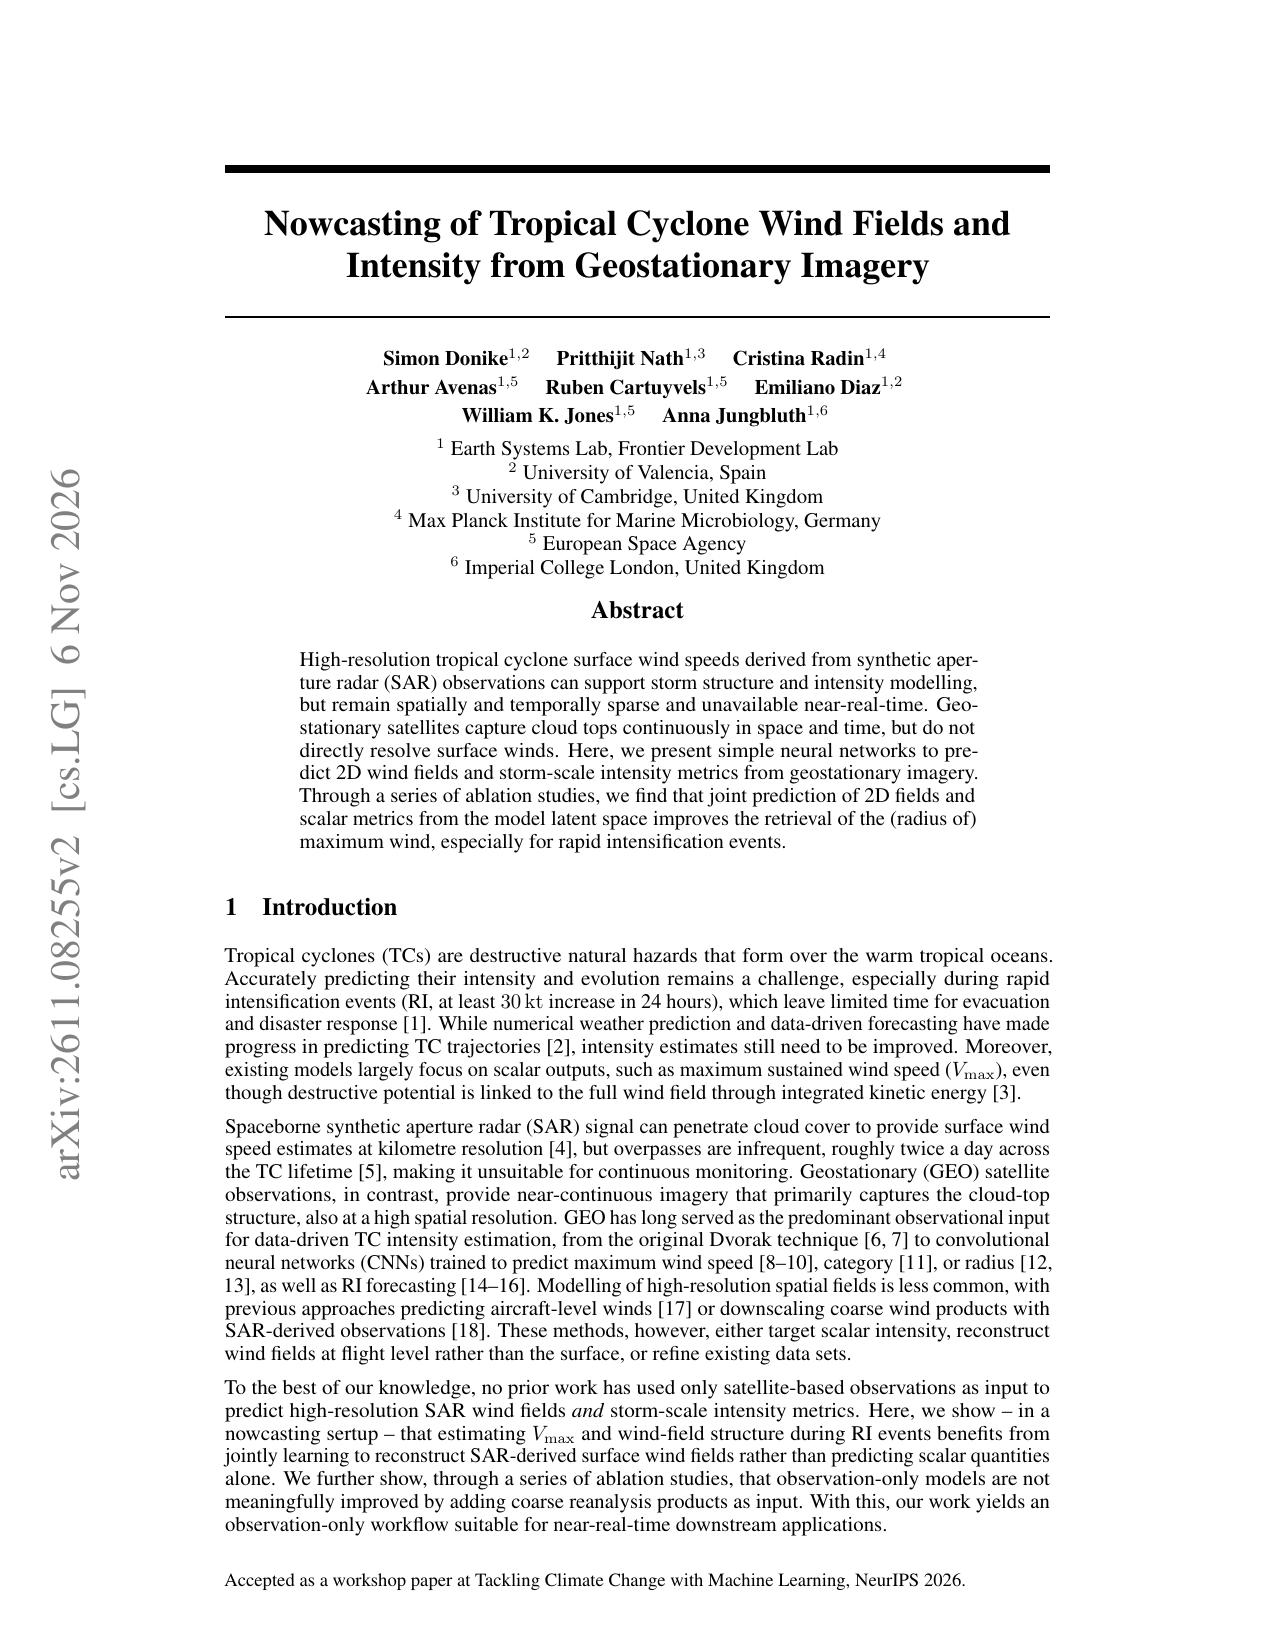 arXiv:2611.08255v2 [cs.LG] 6 Nov 2026
Nowcasting of Tropical Cyclone Wind Fields and
Intensity from Geostationary Imagery
Simon Donike1,2 Pritthijit Nath1,3 Cristina Radin1,4
Arthur Avenas1,5 Ruben Cartuyvels1,5 Emiliano Diaz1,2
William K. Jones1,5 Anna Jungbluth1,6
1 Earth Systems Lab, Frontier Development Lab
2 University of Valencia, Spain
3 University of Cambridge, United Kingdom
4 Max Planck Institute for Marine Microbiology, Germany
5 European Space Agency
6 Imperial College London, United Kingdom
Abstract
High-resolution tropical cyclone surface wind speeds derived from synthetic aper-
ture radar (SAR) observations can support storm structure and intensity modelling,
but remain spatially and temporally sparse and unavailable near-real-time. Geo-
stationary satellites capture cloud tops continuously in space and time, but do not
directly resolve surface winds. Here, we present simple neural networks to pre-
dict 2D wind fields and storm-scale intensity metrics from geostationary imagery.
Through a series of ablation studies, we find that joint prediction of 2D fields and
scalar metrics from the model latent space improves the retrieval of the (radius of)
maximum wind, especially for rapid intensification events.
1 Introduction
Tropical cyclones (TCs) are destructive natural hazards that form over the warm tropical oceans.
Accurately predicting their intensity and evolution remains a challenge, especially during rapid
intensification events (RI, at least 30 kt increase in 24 hours), which leave limited time for evacuation
and disaster response [1]. While numerical weather prediction and data-driven forecasting have made
progress in predicting TC trajectories [2], intensity estimates still need to be improved. Moreover,
existing models largely focus on scalar outputs, such as maximum sustained wind speed (Vmax), even
though destructive potential is linked to the full wind field through integrated kinetic energy [3].
Spaceborne synthetic aperture radar (SAR) signal can penetrate cloud cover to provide surface wind
speed estimates at kilometre resolution [4], but overpasses are infrequent, roughly twice a day across
the TC lifetime [5], making it unsuitable for continuous monitoring. Geostationary (GEO) satellite
observations, in contrast, provide near-continuous imagery that primarily captures the cloud-top
structure, also at a high spatial resolution. GEO has long served as the predominant observational input
for data-driven TC intensity estimation, from the original Dvorak technique [6, 7] to convolutional
neural networks (CNNs) trained to predict maximum wind speed [8–10], category [11], or radius [12,
13], as well as RI forecasting [14–16]. Modelling of high-resolution spatial fields is less common, with
previous approaches predicting aircraft-level winds [17] or downscaling coarse wind products with
SAR-derived observations [18]. These methods, however, either target scalar intensity, reconstruct
wind fields at flight level rather than the surface, or refine existing data sets.
To the best of our knowledge, no prior work has used only satellite-based observations as input to
predict high-resolution SAR wind fields and storm-scale intensity metrics. Here, we show – in a
nowcasting sertup – that estimating Vmax and wind-field structure during RI events benefits from
jointly learning to reconstruct SAR-derived surface wind fields rather than predicting scalar quantities
alone. We further show, through a series of ablation studies, that observation-only models are not
meaningfully improved by adding coarse reanalysis products as input. With this, our work yields an
observation-only workflow suitable for near-real-time downstream applications.
Accepted as a workshop paper at Tackling Climate Change with Machine Learning, NeurIPS 2026.